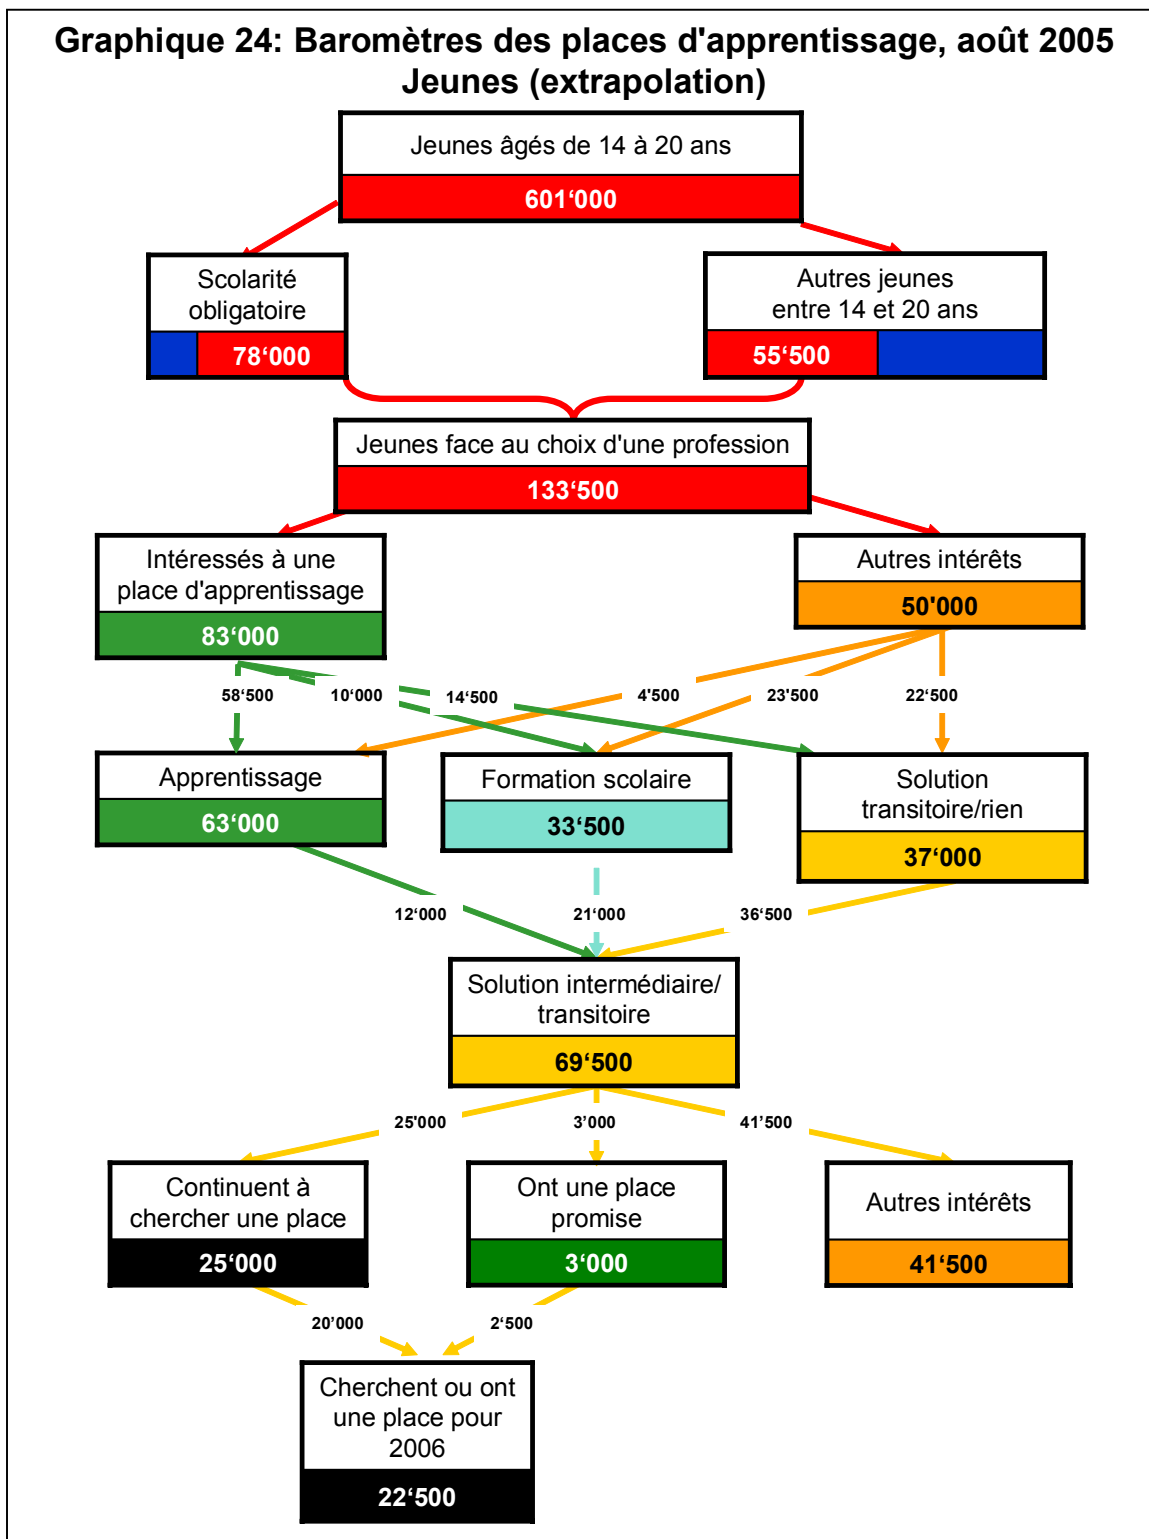 Graphique 24: Baromètres des places d'apprentissage, août 2005
Jeunes (extrapolation)
Jeunes âgés de 14 à 20 ans
601‘000
Scolarité
obligatoire
78‘000
Autres jeunes
entre 14 et 20 ans
55‘500
Jeunes face au choix d'une profession
133‘500
Intéressés à une
place d'apprentissage
83‘000
Autres intérêts
50'000
58‘500
10‘000
14‘500
4'500
23'500
22‘500
Apprentissage
63‘000
Formation scolaire
33‘500
Solution
transitoire/rien
37‘000
12‘000
21‘000
36‘500
Solution intermédiaire/
transitoire
69‘500
25'000
3’000
41’500
Continuent à
chercher une place
25‘000
Ont une place
promise
3‘000
Autres intérêts
41‘500
20’000
2‘500
Cherchent ou ont
une place pour
2006
22‘500